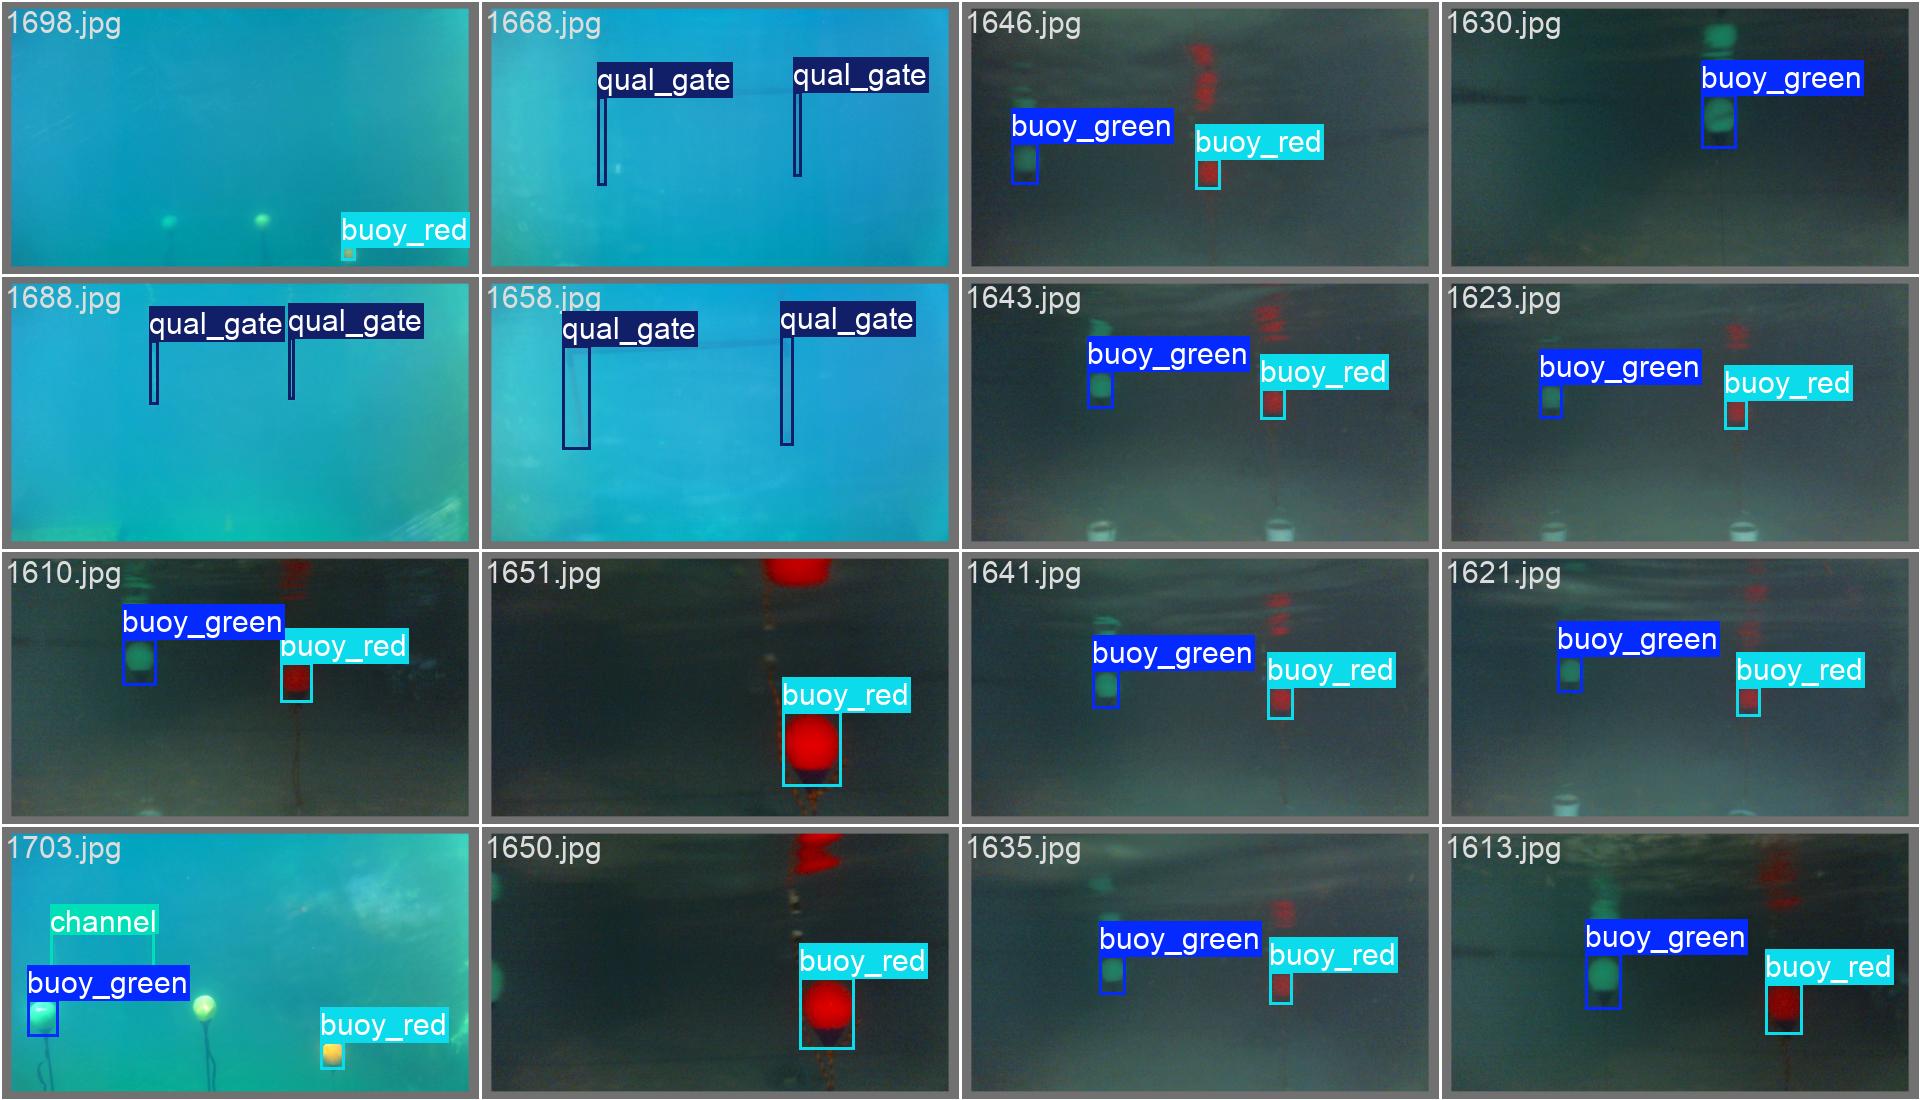 1698.jpg
buoy_red
1668.jpg
qual_gate
qual_gate
1646.jpg
buoy_green
buoy_red
1630.jpg
buoy_green
1688.jpg
qual_gate
qual_gate
1658.jpg
qual_gate
qual_gate
1643.jpg
buoy_green
buoy_red
1623.jpg
buoy_green
buoy_red
1610.jpg
buoy_green
buoy_red
1651.jpg
buoy_red
1641.jpg
buoy_green
buoy_red
1621.jpg
buoy_green
buoy_red
1703.jpg
channel
buoy_green
buoy_red
1650.jpg
buoy_red
1635.jpg
buoy_green
buoy_red
1613.jpg
buoy_green
buoy_red